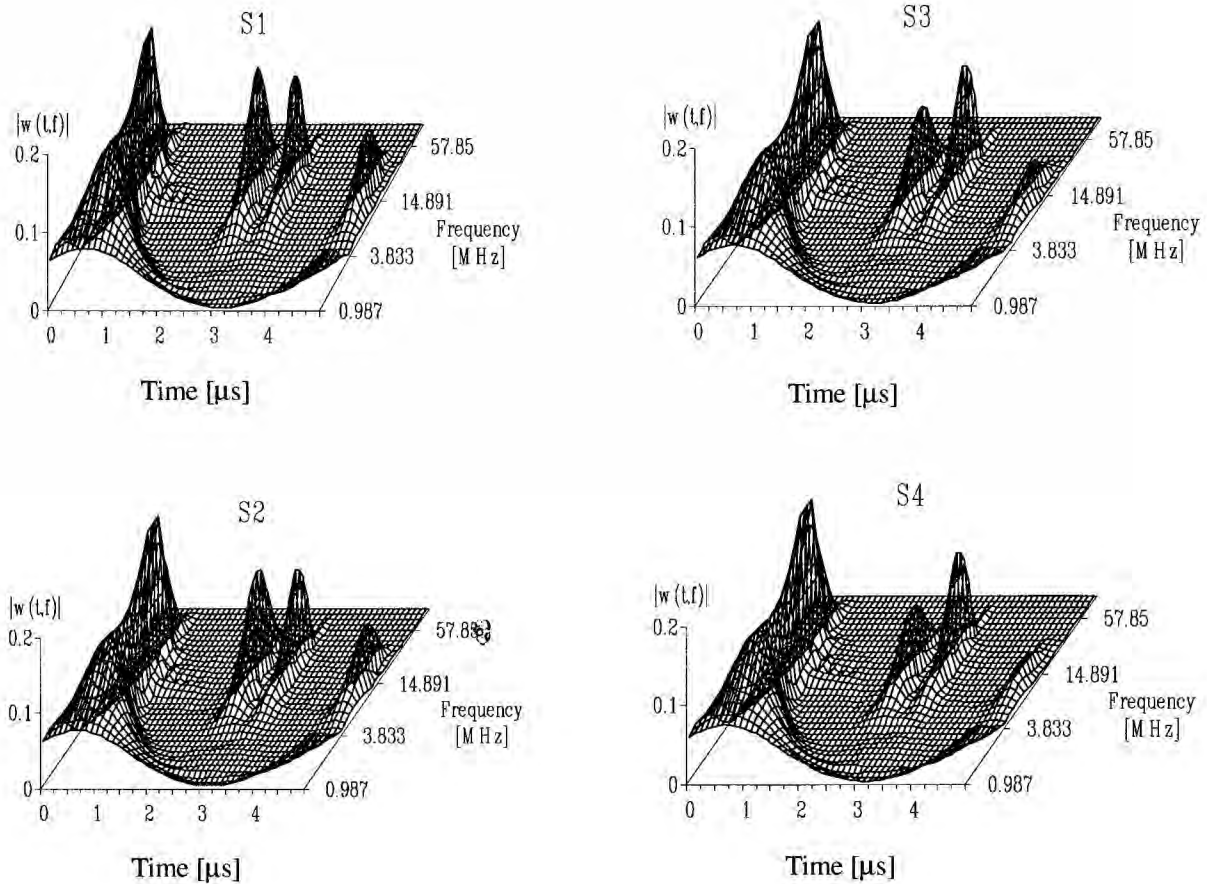 S1
|w(t,f)|
0.2
0.1
0
0 1 2 3 4
57.85
14.891
3.833
0.987
Frequency
[MHz]
Time [μs]
S3
|w(t,f)|
0.2
0.1
0
0 1 2 3 4
57.85
14.891
3.833
0.987
Frequency
[MHz]
Time [μs]
S2
|w(t,f)|
0.2
0.1
0
0 1 2 3 4
14.891
3.833
0.987
Frequency
[MHz]
Time [μs]
S4
|w(t,f)|
0.2
0.1
0
0 1 2 3 4
57.85
14.891
3.833
0.987
Frequency
[MHz]
Time [μs]